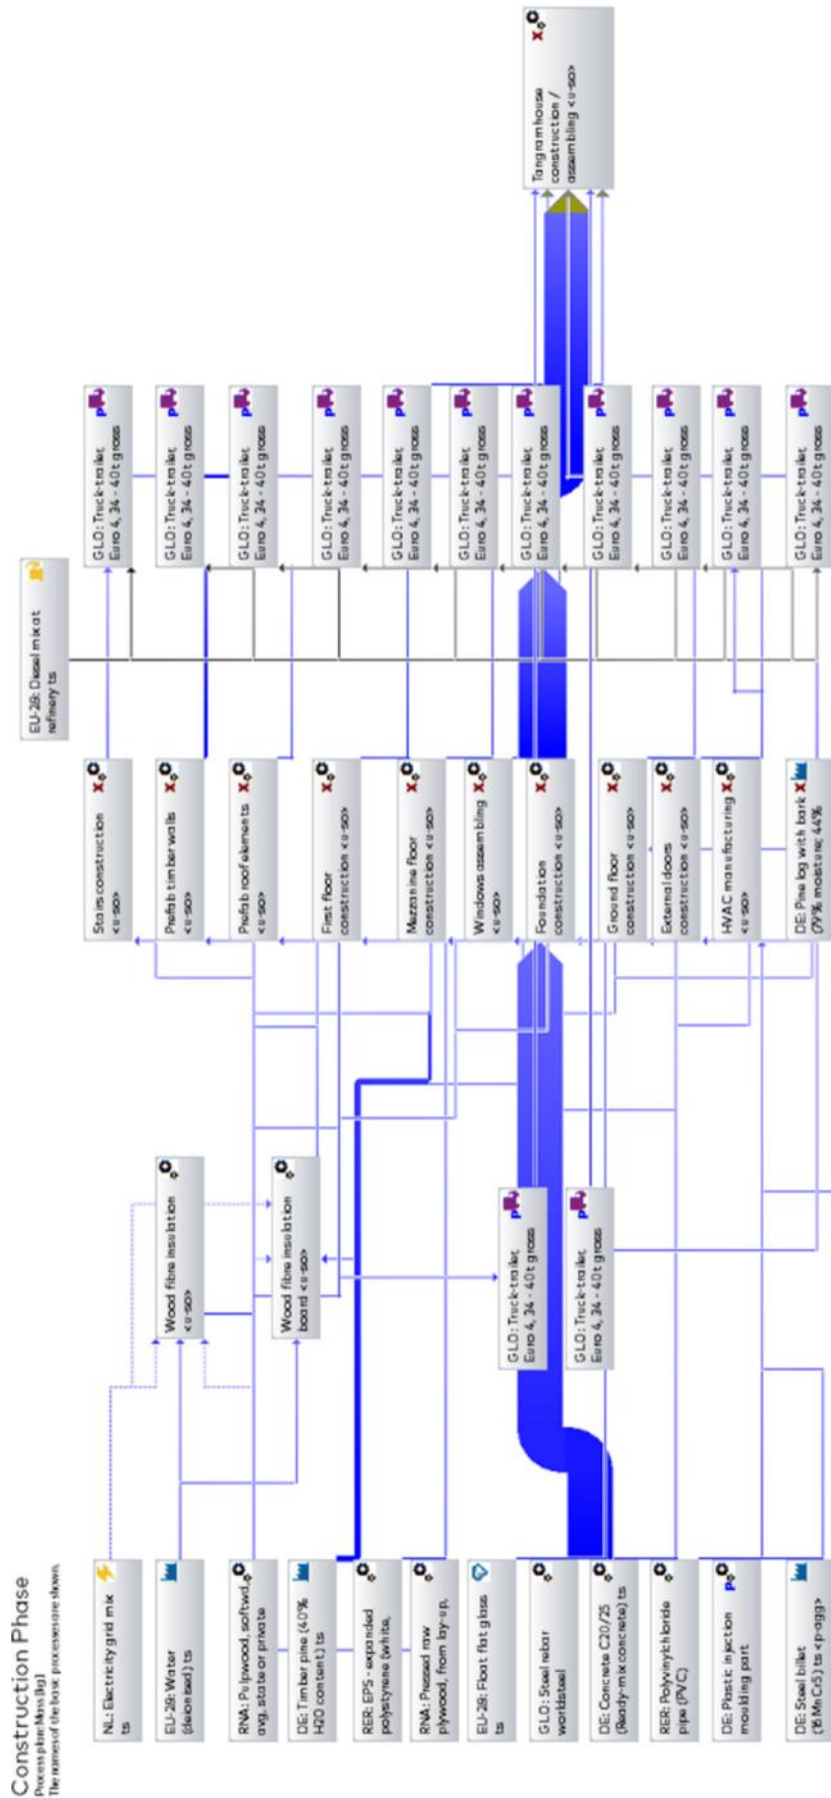 Construction Phase
Process plan: Mass [kg]
The names of the basic processes are shown.
NL: Electricity grid mix
ts
EU-28: Water
(deionised) ts
RNA: Pulpwood, softwd.,
avg. state or private
DE: Timber pine (40%
H2O content) ts
RER: EPS - expanded
polystyrene (white,
RNA: Pressed raw
plywood, from lay-up,
EU-28: Float flat glass
ts
GLO: Steel rebar
worldsteel
DE: Concrete C20/25
(Ready-mix concrete) ts
RER: Polyvinylchloride
pipe (PVC)
DE: Plastic injection
moulding part
p
DE: Steel billet
(16MnCr5) ts <p-agg>
Wood fibre insulation
<u-so>
Wood fibre insulation
board <u-so>
GLO: Truck-trailer,
Euro 4, 34 - 40t gross
p
GLO: Truck-trailer,
Euro 4, 34 - 40t gross
p
Stairs construction
<u-so>
X
Prefab timber walls
<u-so>
X
Prefab roof elements
<u-so>
X
First floor
construction <u-so>
X
Mezzanine floor
construction <u-so>
X
Windows assembling
<u-so>
X
Foundation
construction <u-so>
X
Ground floor
construction <u-so>
X
External doors
construction <u-so>
X
HVAC manufacturing
<u-so>
X
DE: Pine log with bark
(79% moisture; 44%
X
EU-28: Diesel mix at
refinery ts
GLO: Truck-trailer,
Euro 4, 34 - 40t gross
p
GLO: Truck-trailer,
Euro 4, 34 - 40t gross
p
GLO: Truck-trailer,
Euro 4, 34 - 40t gross
p
GLO: Truck-trailer,
Euro 4, 34 - 40t gross
p
GLO: Truck-trailer,
Euro 4, 34 - 40t gross
p
GLO: Truck-trailer,
Euro 4, 34 - 40t gross
p
GLO: Truck-trailer,
Euro 4, 34 - 40t gross
p
GLO: Truck-trailer,
Euro 4, 34 - 40t gross
p
GLO: Truck-trailer,
Euro 4, 34 - 40t gross
p
GLO: Truck-trailer,
Euro 4, 34 - 40t gross
p
GLO: Truck-trailer,
Euro 4, 34 - 40t gross
p
Tangram house
construction /
assembling <u-so>
X